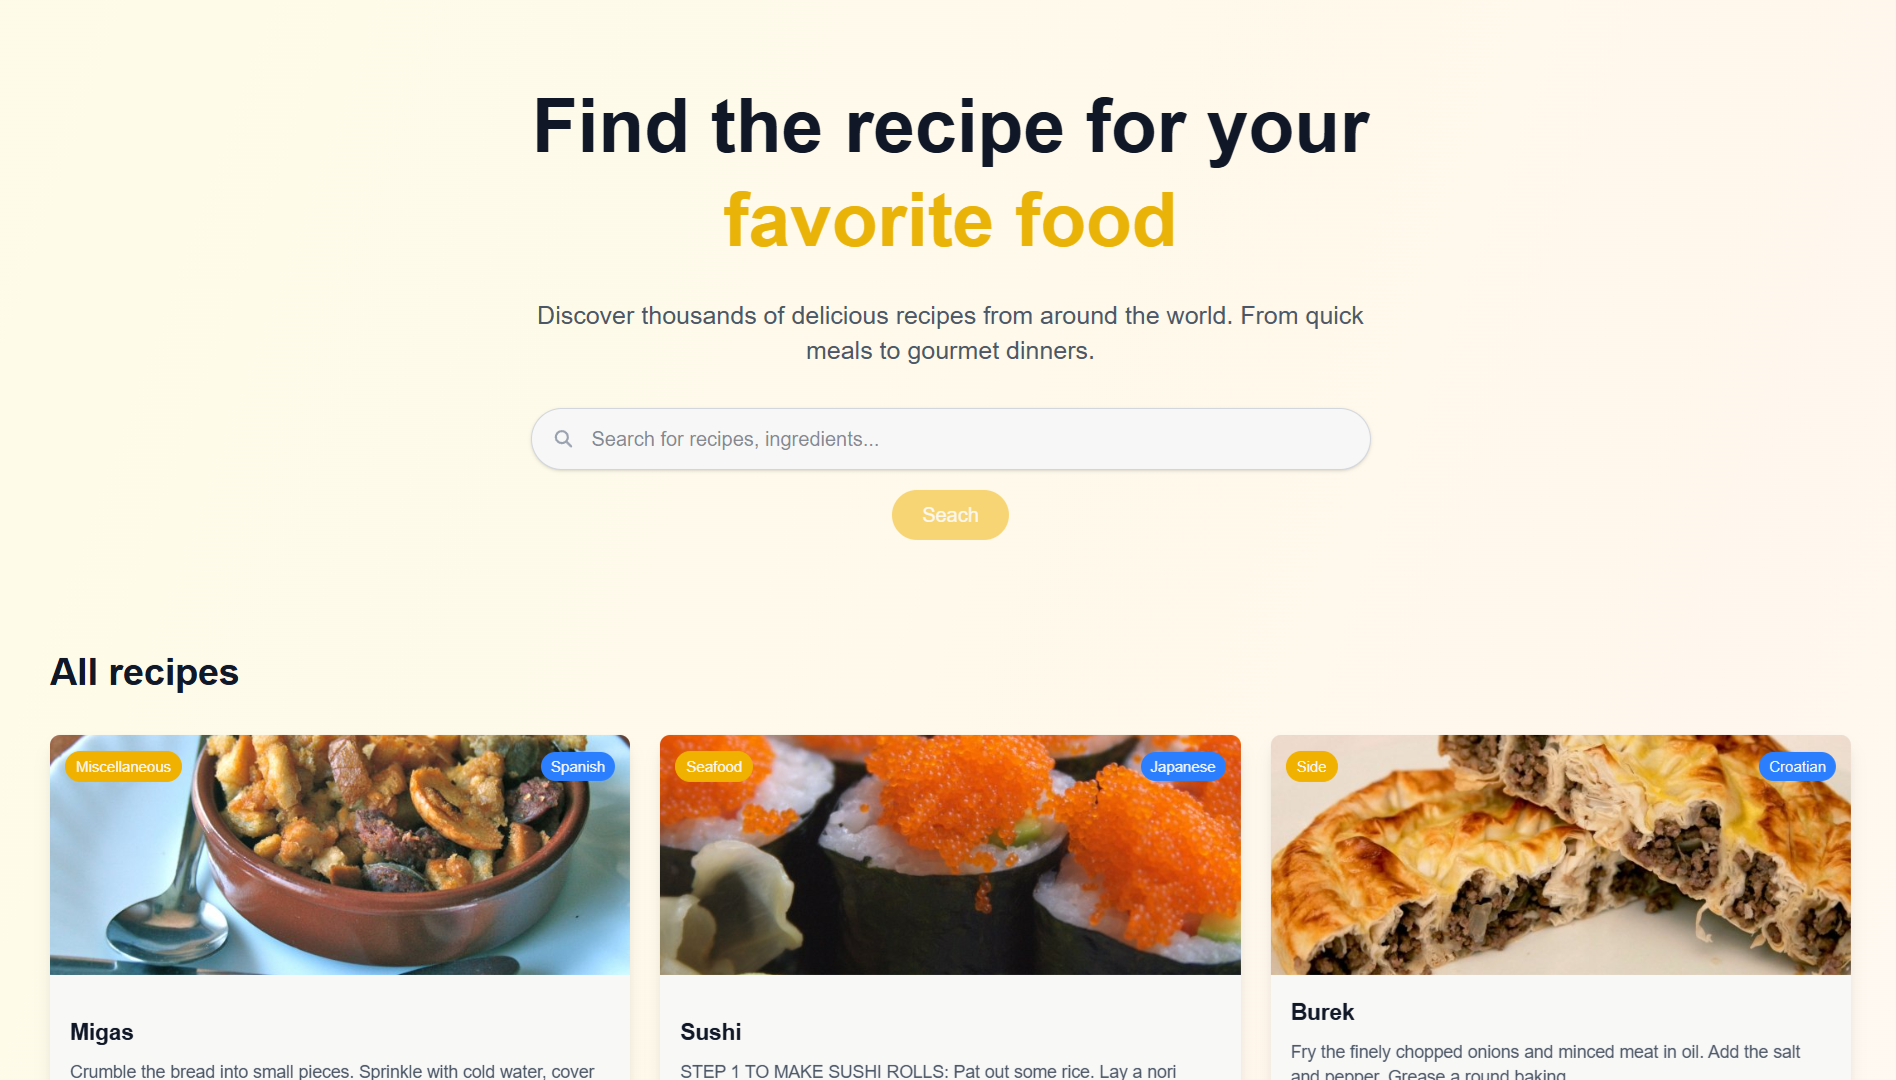 Find the recipe for your
favorite food
Discover thousands of delicious recipes from around the world. From quick
meals to gourmet dinners.
Search for recipes, ingredients...
Seach
All recipes
Miscellaneous
Spanish
Seafood
Japanese
Side
Croatian
Migas
Crumble the bread into small pieces. Sprinkle with cold water, cover
Sushi
STEP 1 TO MAKE SUSHI ROLLS: Pat out some rice. Lay a nori
Burek
Fry the finely chopped onions and minced meat in oil. Add the salt
and pepper. Grease a round baking